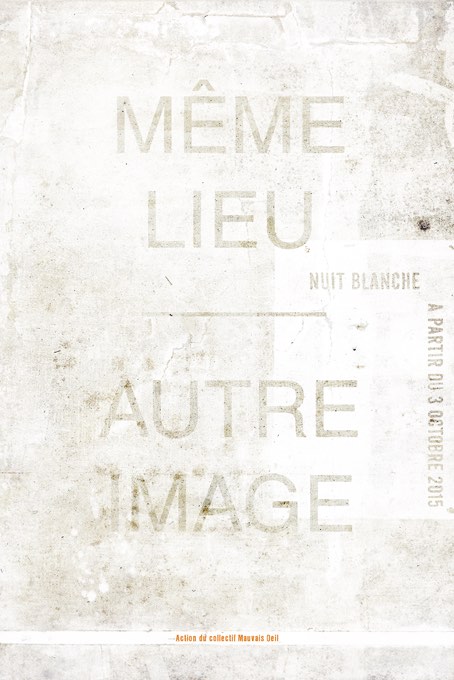 MÊME
LIEU
NUIT BLANCHE
A PARTIR DU 3 OCTOBRE 2015
AUTRE
IMAGE
Action du collectif Mauvais Oeil